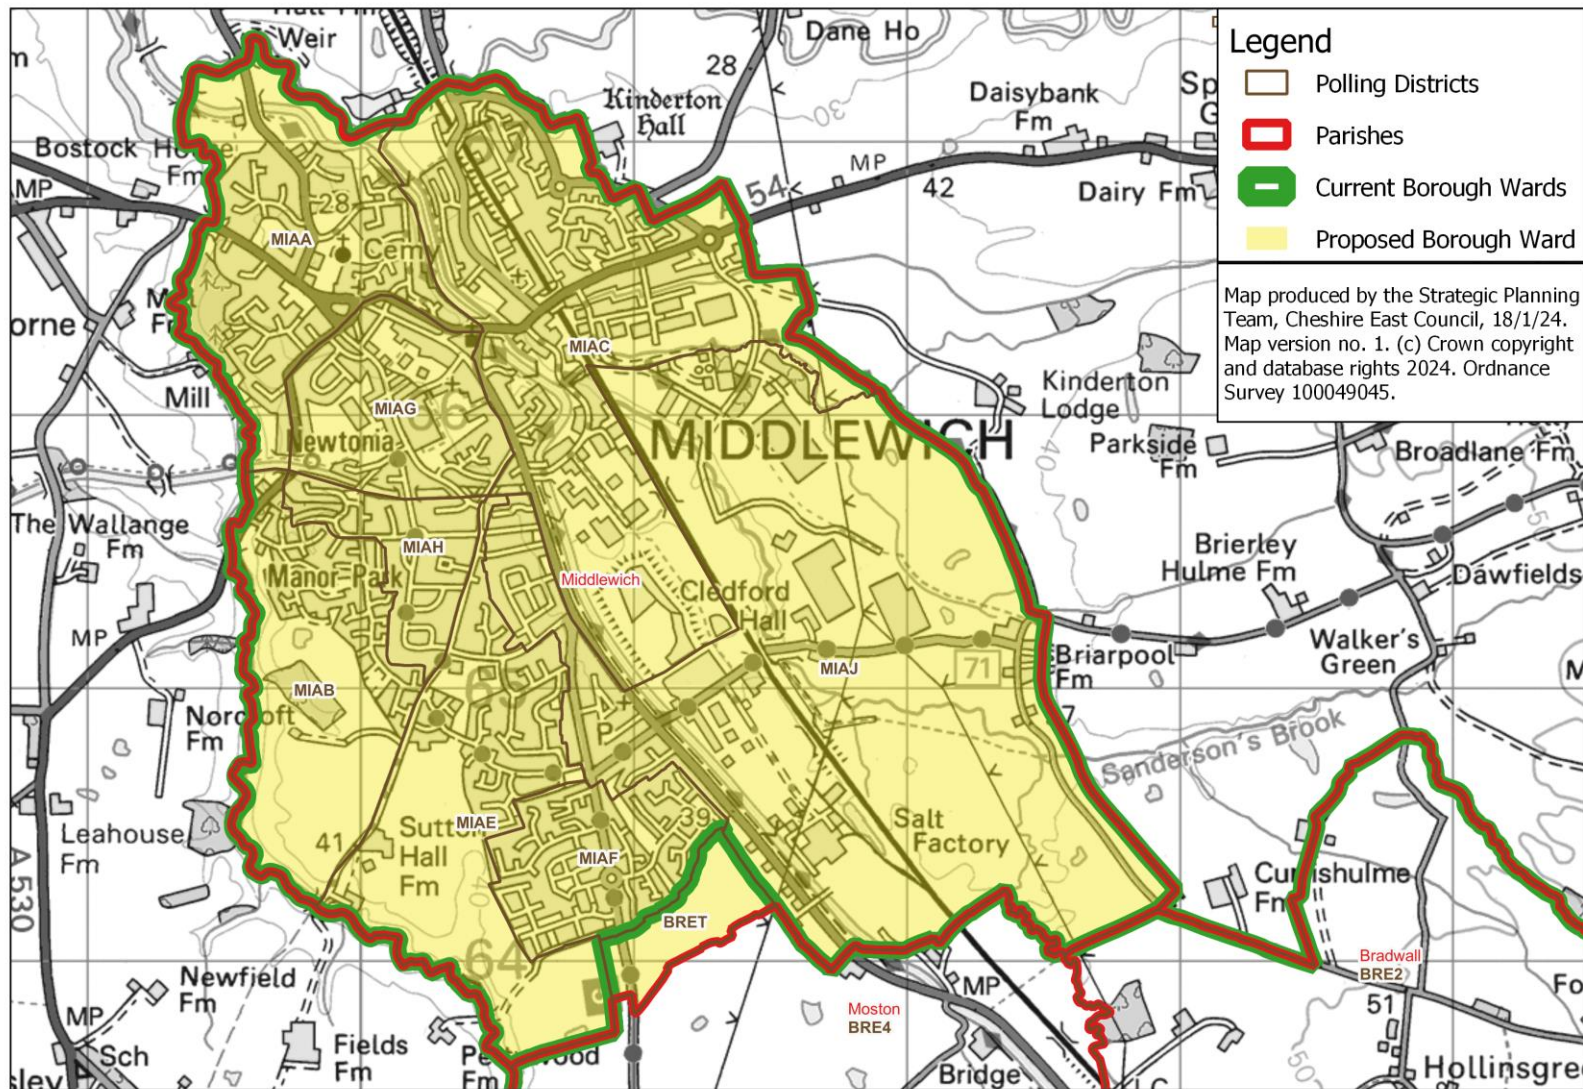 Weir
Dane Ho
28
Kinderton
Hall
Daisybank
Fm
30
MP
42
Dairy Fm
A 54
Bostock House
Fm
MP
28
MIAA
Cemy
Mill
MIAC
MIAG
Newtonia
MIDDLEWICH
Kinderton
Lodge
40
Parkside
Fm
Broadlane Fm
The Wallange
Fm
MIAH
Manor Park
Middlewich
Cledford
Hall
Brierley
Hulme Fm
Dawfields
MP
MIAJ
71
Briarpool
Fm
Walker's
Green
MIAB
Norcroft
Fm
Sanderson's Brook
Leahouse
Fm
41
MIAE
Sutton
Hall
Fm
39
MIAF
Salt
Factory
A 530
BRET
64
Newfield
Fm
MP
Sch
Fields
Fm
Moston
BRE4
MP
Bridge
Bradwall
BRE2
51
Hollinsgre
Legend
Polling Districts
Parishes
Current Borough Wards
Proposed Borough Ward
Map produced by the Strategic Planning
Team, Cheshire East Council, 18/1/24.
Map version no. 1. (c) Crown copyright
and database rights 2024. Ordnance
Survey 100049045.